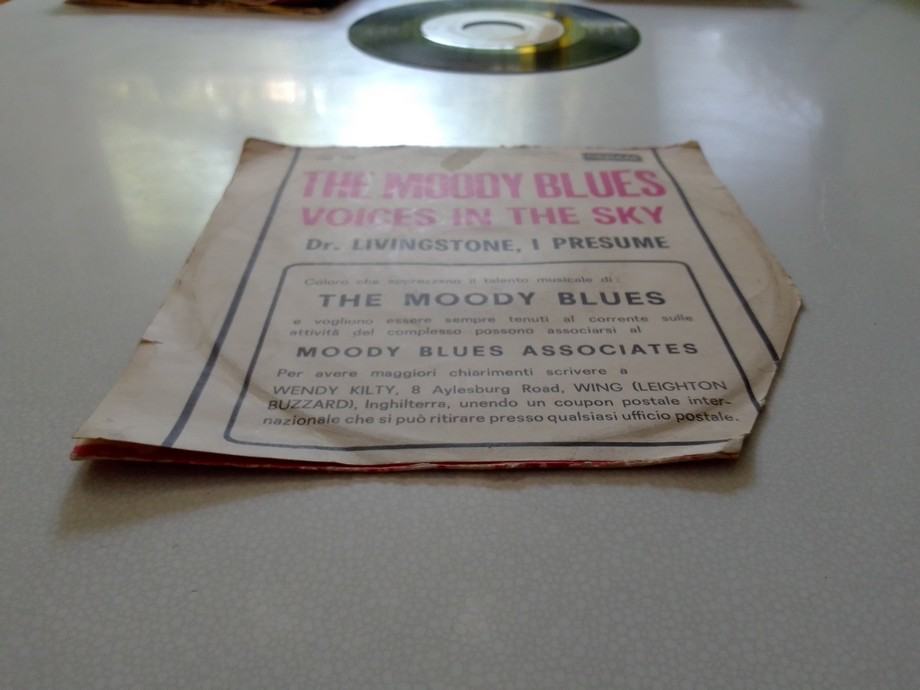 THE MOODY BLUES
VOICES IN THE SKY
Dr. LIVINGSTONE, I PRESUME
Coloro che apprezzano il talento musicale di:
THE MOODY BLUES
e vogliono essere sempre tenuti al corrente sulle
attività del complesso possono associarsi al
MOODY BLUES ASSOCIATES
Per avere maggiori chiarimenti scrivere a
WENDY KILTY, 8 Aylesburg Road, WING (LEIGHTON
BUZZARD), Inghilterra, unendo un coupon postale inter-
nazionale che si può ritirare presso qualsiasi ufficio postale.